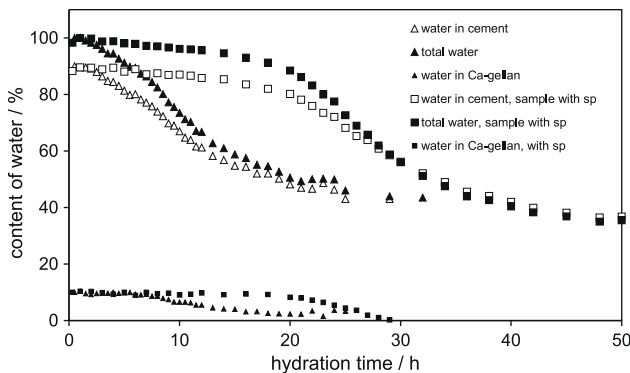 content of water / %
100
80
60
40
20
0
0
10
20
30
40
50
hydration time / h
water in cement
total water
water in Ca-gellan
water in cement, sample with sp
total water, sample with sp
water in Ca-gellan, with sp